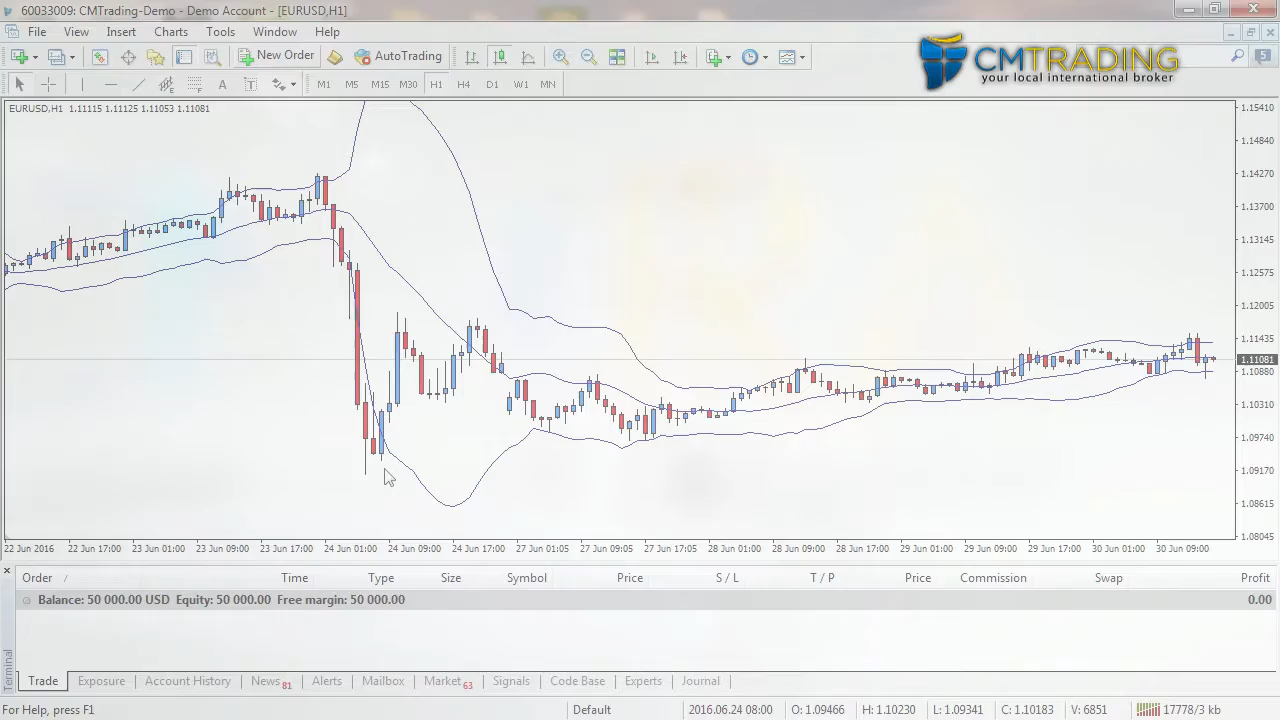 60033009: CMTrading-Demo - Demo Account - [EURUSD,H1]
File View Insert Charts Tools Window Help
New Order AutoTrading
5
CMTRADING
your local international broker
A T M1 M5 M15 M30 H1 H4 D1 W1 MN
EURUSD,H1 1.11115 1.11125 1.11053 1.11081
1.15410
1.14840
1.14270
1.13700
1.13145
1.12575
1.12005
1.11435
1.11081
1.10880
1.10310
1.09740
1.09170
1.08615
1.08045
22 Jun 2016 22 Jun 17:00 23 Jun 01:00 23 Jun 09:00 23 Jun 17:00 24 Jun 01:00 24 Jun 09:00 24 Jun 17:00 27 Jun 01:05 27 Jun 09:05 27 Jun 17:05 28 Jun 01:00 28 Jun 09:00 28 Jun 17:00 29 Jun 01:00 29 Jun 09:00 29 Jun 17:00 30 Jun 01:00 30 Jun 09:00
Order / Time Type Size Symbol Price S / L T / P Price Commission Swap Profit
Balance: 50 000.00 USD Equity: 50 000.00 Free margin: 50 000.00 0.00
Terminal
Trade Exposure Account History News 81 Alerts Mailbox Market 63 Signals Code Base Experts Journal
For Help, press F1 Default 2016.06.24 08:00 O: 1.09466 H: 1.10230 L: 1.09341 C: 1.10183 V: 6851 17778/3 kb